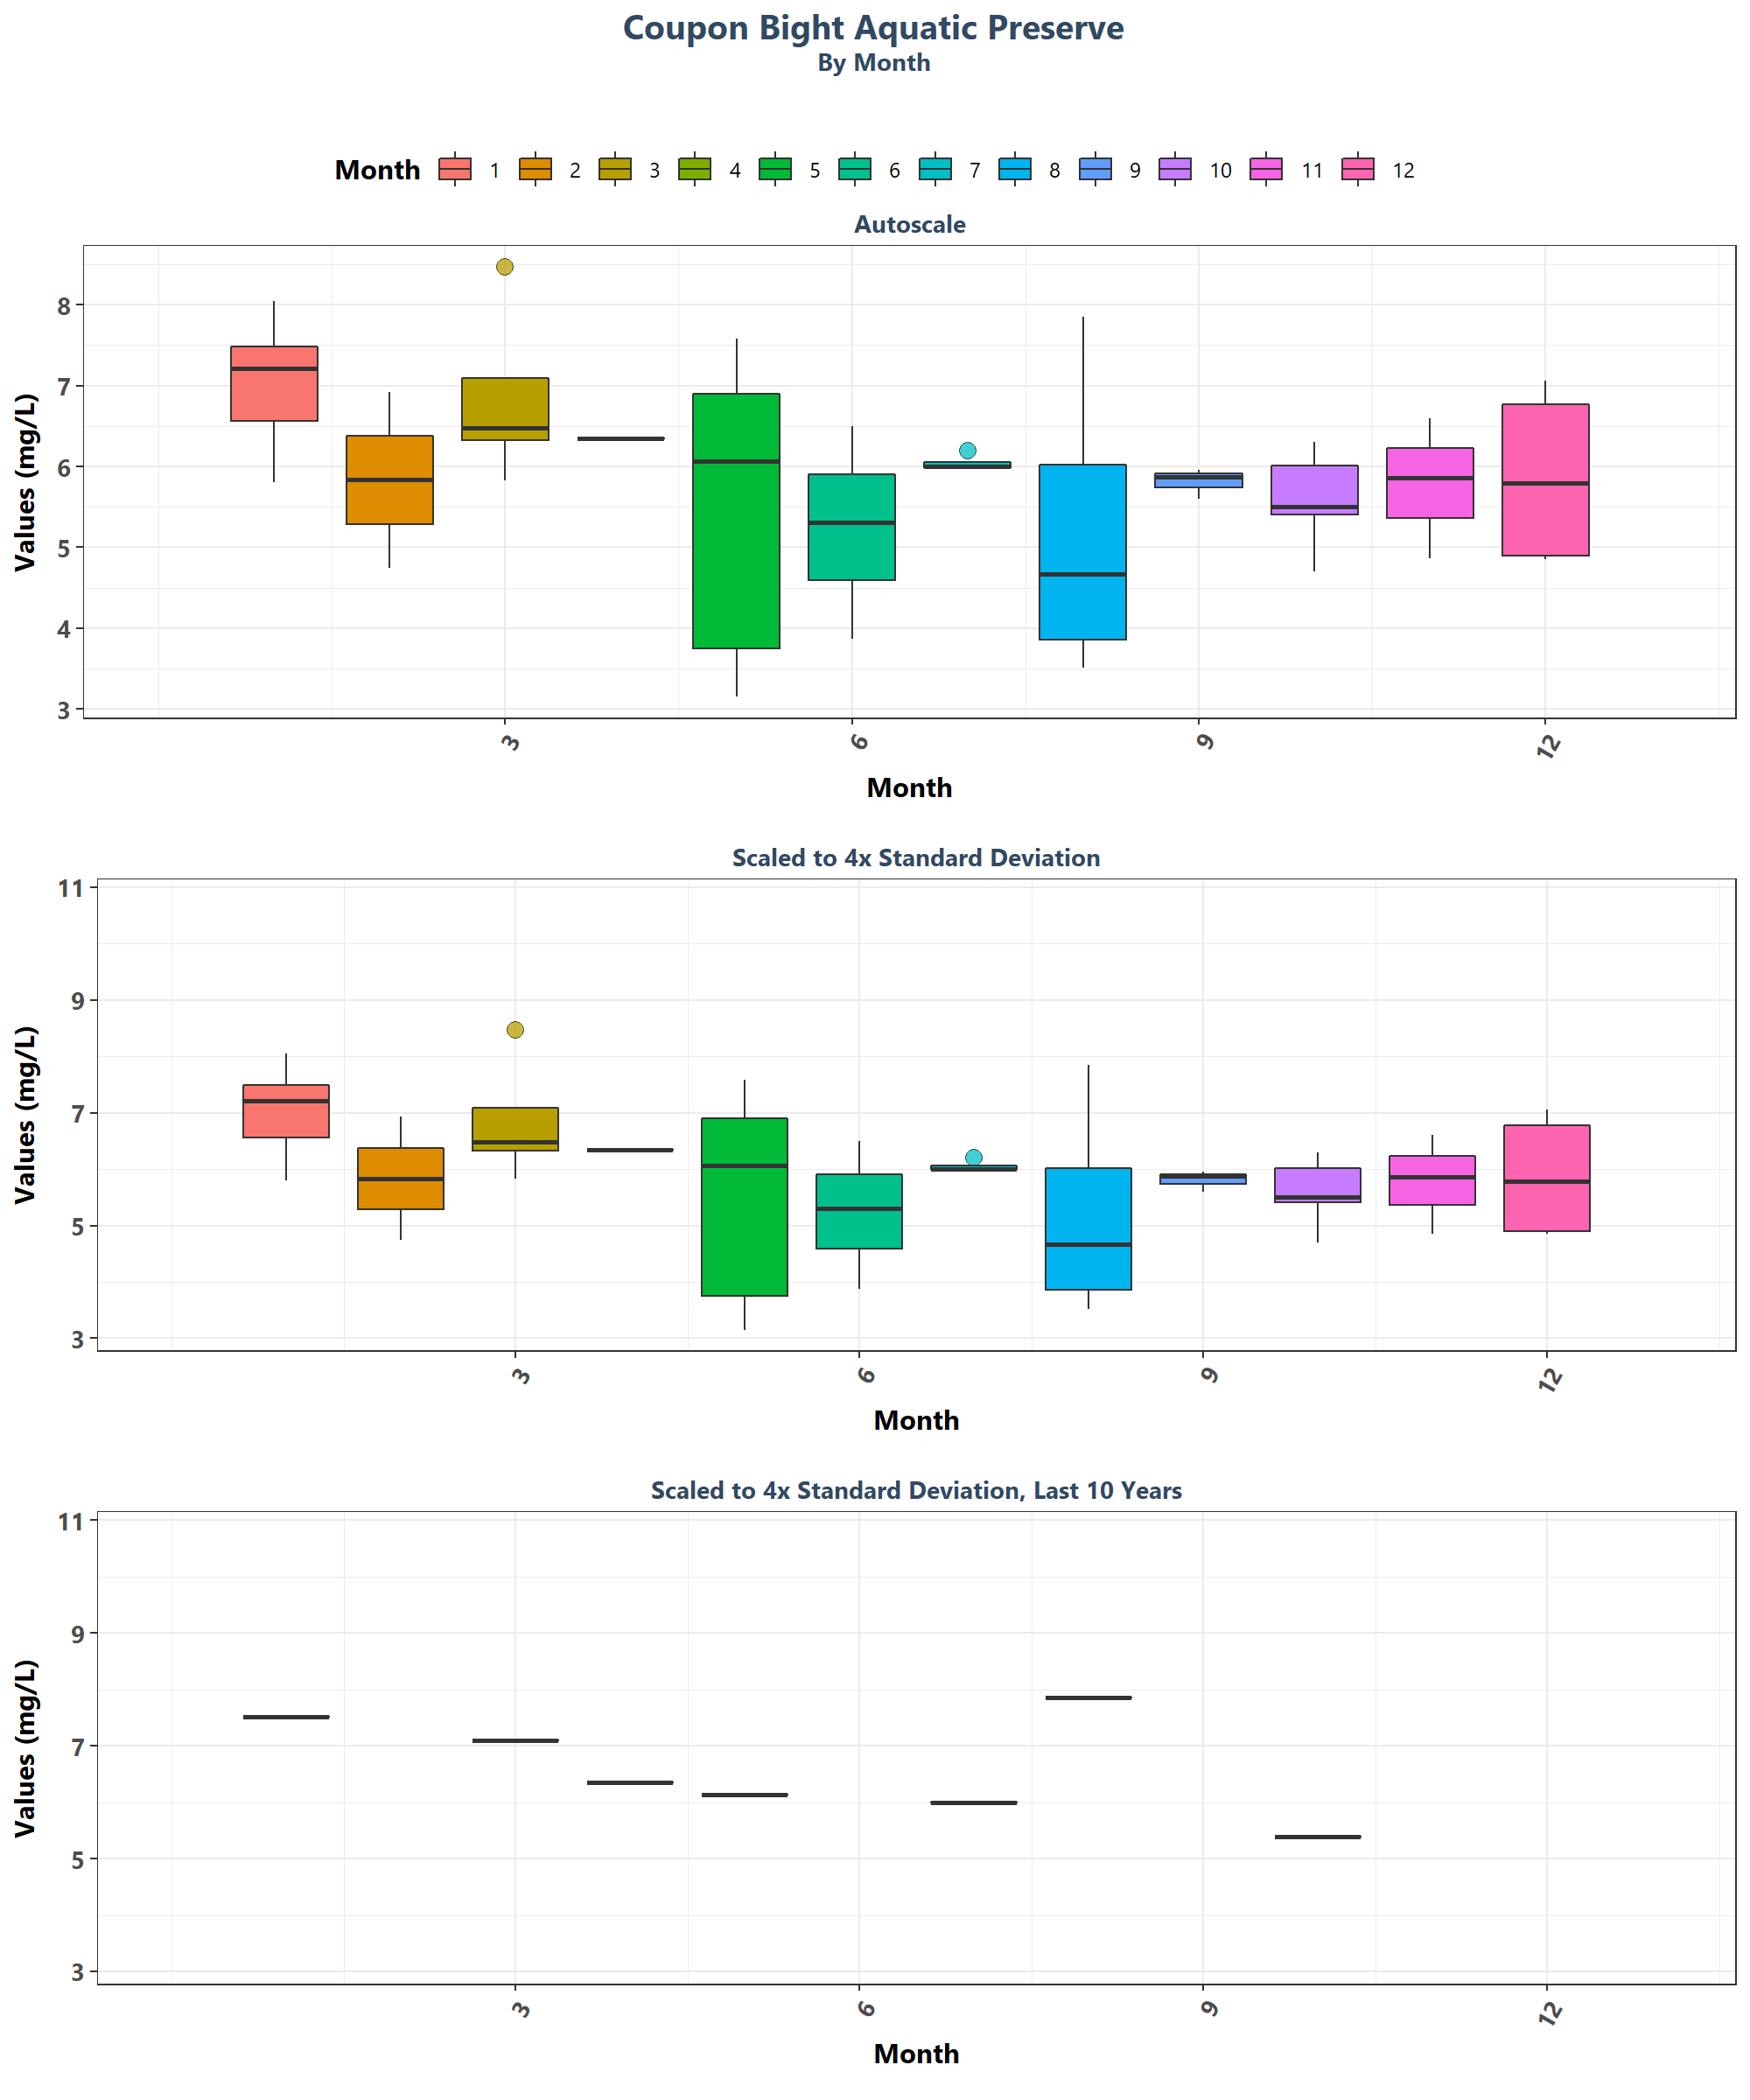 Coupon Bight Aquatic Preserve
By Month
Month 1 2 3 4 5 6 7 8 9 10 11 12
Autoscale
Values (mg/L)
8
7
6
5
4
3
3 6 9 12
Month
Scaled to 4x Standard Deviation
Values (mg/L)
11
9
7
5
3
3 6 9 12
Month
Scaled to 4x Standard Deviation, Last 10 Years
Values (mg/L)
11
9
7
5
3
3 6 9 12
Month